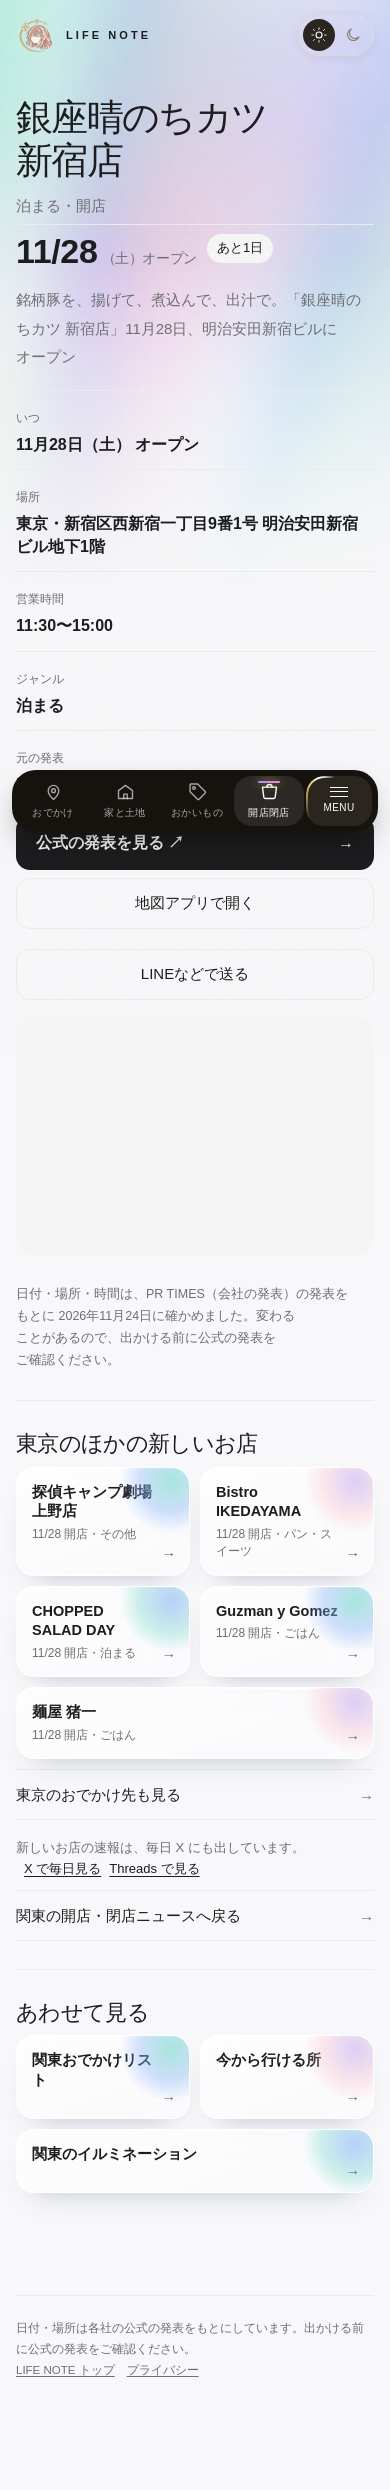 LIFE NOTE
銀座晴のちカツ
新宿店
泊まる・開店
11/28 （土）オープン あと1日
銘柄豚を、揚げて、煮込んで、出汁で。「銀座晴の
ちカツ 新宿店」11月28日、明治安田新宿ビルに
オープン
いつ
11月28日（土） オープン
場所
東京・新宿区西新宿一丁目9番1号 明治安田新宿
ビル地下1階
営業時間
11:30〜15:00
ジャンル
泊まる
元の発表
おでかけ 家と土地 おかいもの 開店閉店 MENU
公式の発表を見る ↗ →
地図アプリで開く
LINEなどで送る
日付・場所・時間は、PR TIMES（会社の発表）の発表を
もとに 2026年11月24日に確かめました。変わる
ことがあるので、出かける前に公式の発表を
ご確認ください。
東京のほかの新しいお店
探偵キャンプ劇場
上野店
11/28 開店・その他
→
Bistro
IKEDAYAMA
11/28 開店・パン・ス
イーツ
→
CHOPPED
SALAD DAY
11/28 開店・泊まる
→
Guzman y Gomez
11/28 開店・ごはん
→
麺屋 猪一
11/28 開店・ごはん
→
東京のおでかけ先も見る →
新しいお店の速報は、毎日 X にも出しています。
X で毎日見る Threads で見る
関東の開店・閉店ニュースへ戻る →
あわせて見る
関東おでかけリス
ト
→
今から行ける所
→
関東のイルミネーション
→
日付・場所は各社の公式の発表をもとにしています。出かける前
に公式の発表をご確認ください。
LIFE NOTE トップ プライバシー